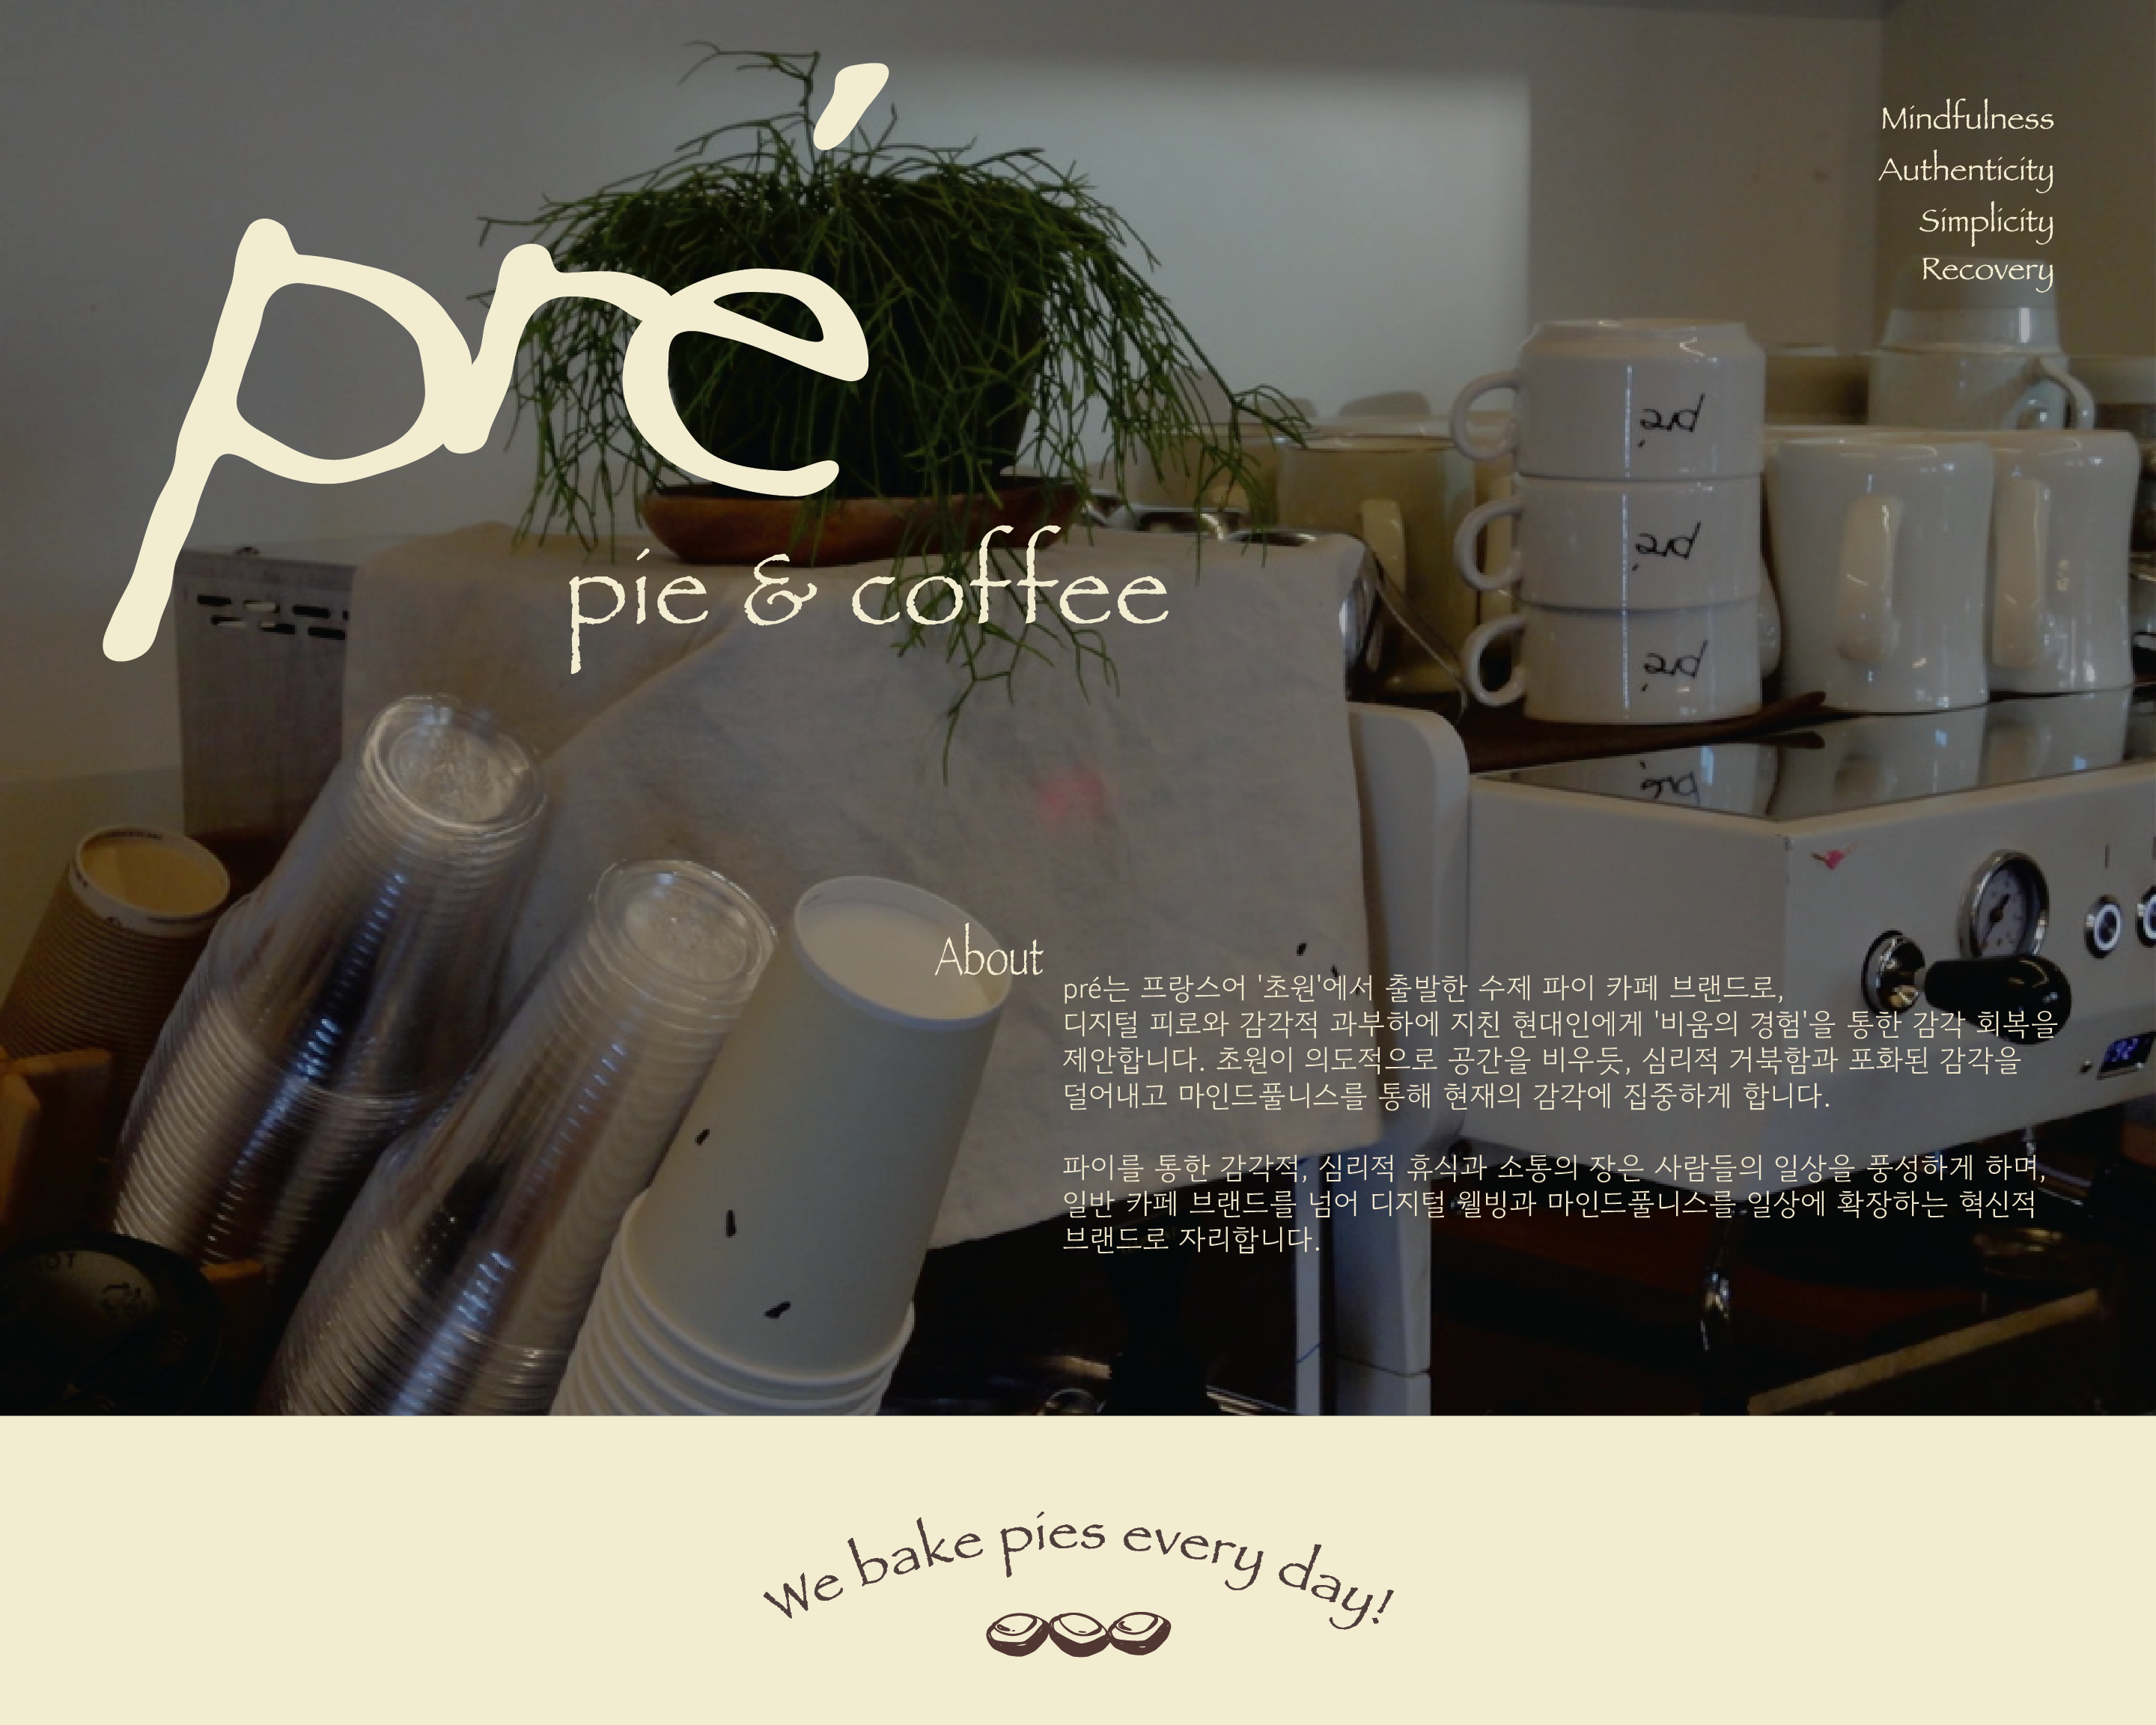 pré
pie & coffee
Mindfulness
Authenticity
Simplicity
Recovery
pré
pré
pré
About
pré는 프랑스어 '초원'에서 출발한 수제 파이 카페 브랜드로,
디지털 피로와 감각적 과부하에 지친 현대인에게 '비움의 경험'을 통한 감각 회복을
제안합니다. 초원이 의도적으로 공간을 비우듯, 심리적 거북함과 포화된 감각을
덜어내고 마인드풀니스를 통해 현재의 감각에 집중하게 합니다.
파이를 통한 감각적, 심리적 휴식과 소통의 장은 사람들의 일상을 풍성하게 하며,
일반 카페 브랜드를 넘어 디지털 웰빙과 마인드풀니스를 일상에 확장하는 혁신적
브랜드로 자리합니다.
We bake pies every day!